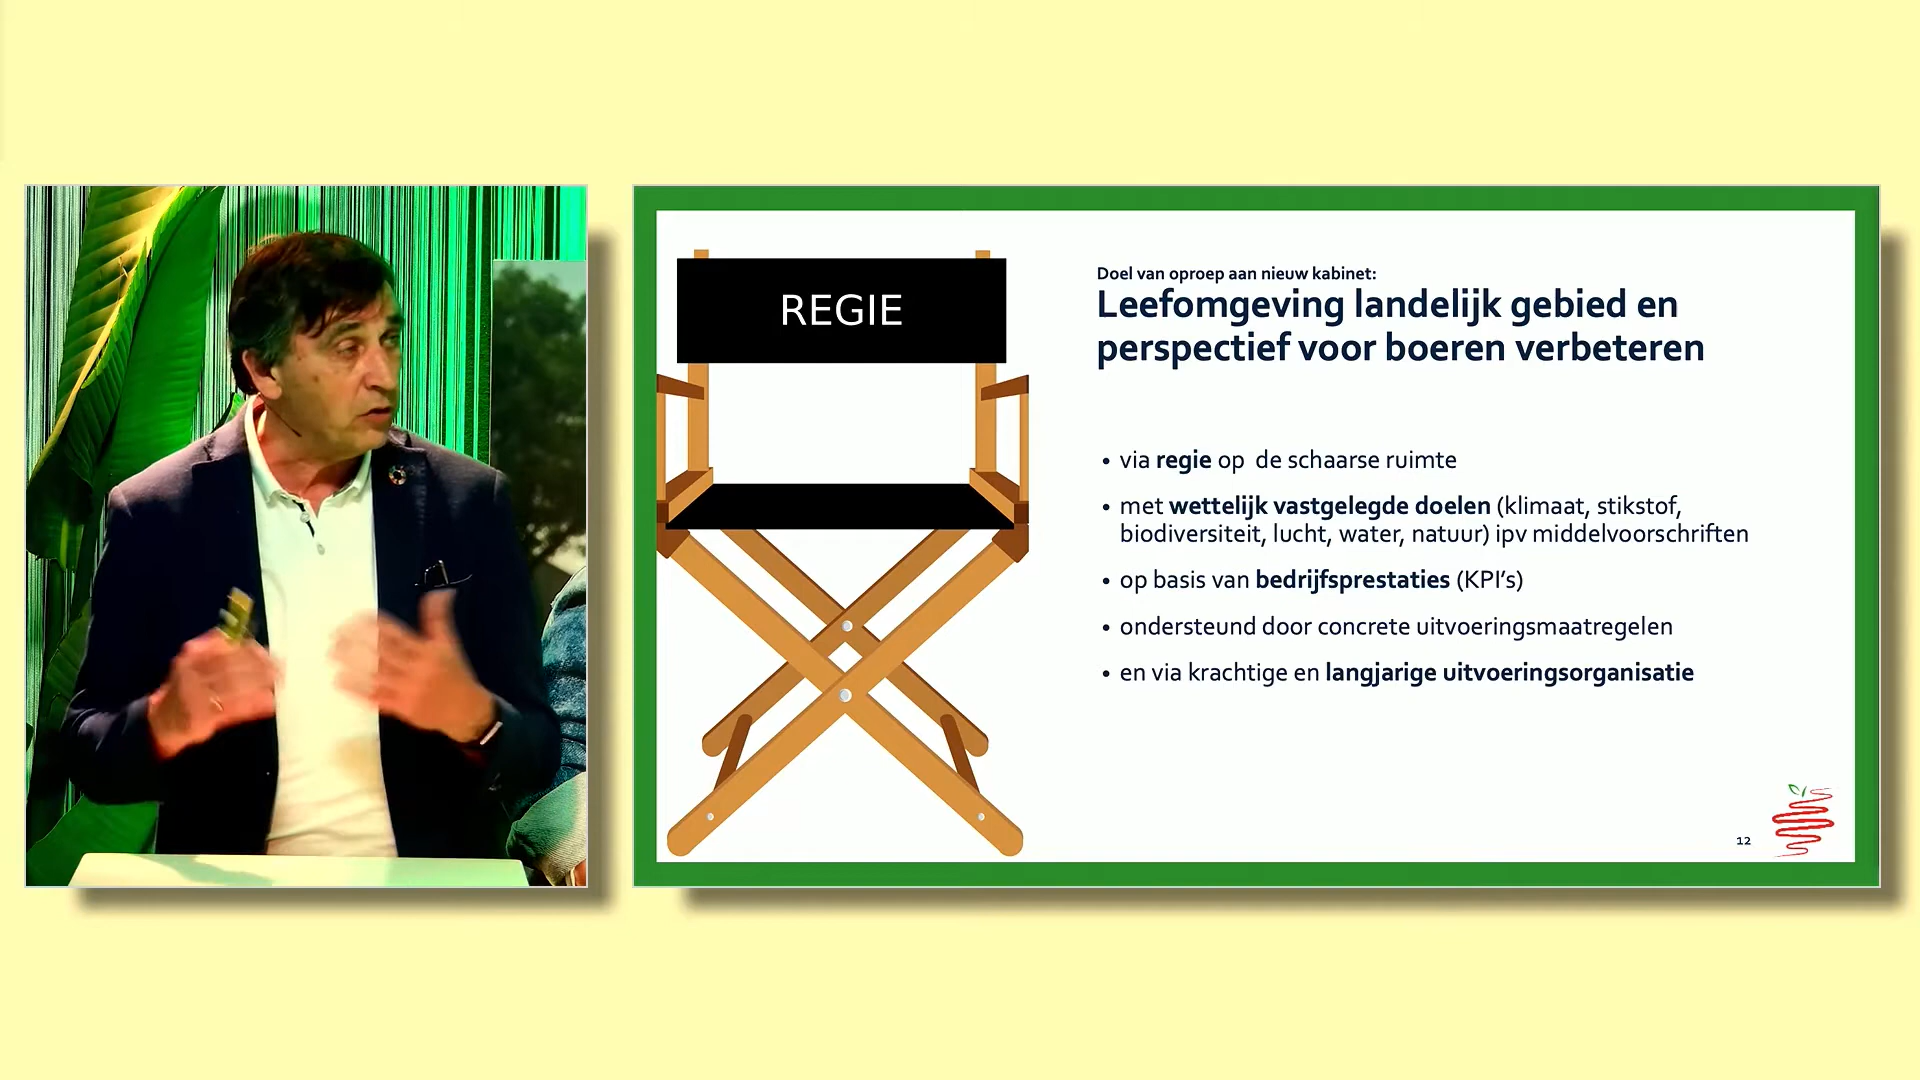 REGIE
Doel van oproep aan nieuw kabinet:
Leefomgeving landelijk gebied en
perspectief voor boeren verbeteren
• via regie op  de schaarse ruimte
• met wettelijk vastgelegde doelen (klimaat, stikstof,
biodiversiteit, lucht, water, natuur) ipv middelvoorschriften
• op basis van bedrijfsprestaties (KPI's)
• ondersteund door concrete uitvoeringsmaatregelen
• en via krachtige en langjarige uitvoeringsorganisatie
12